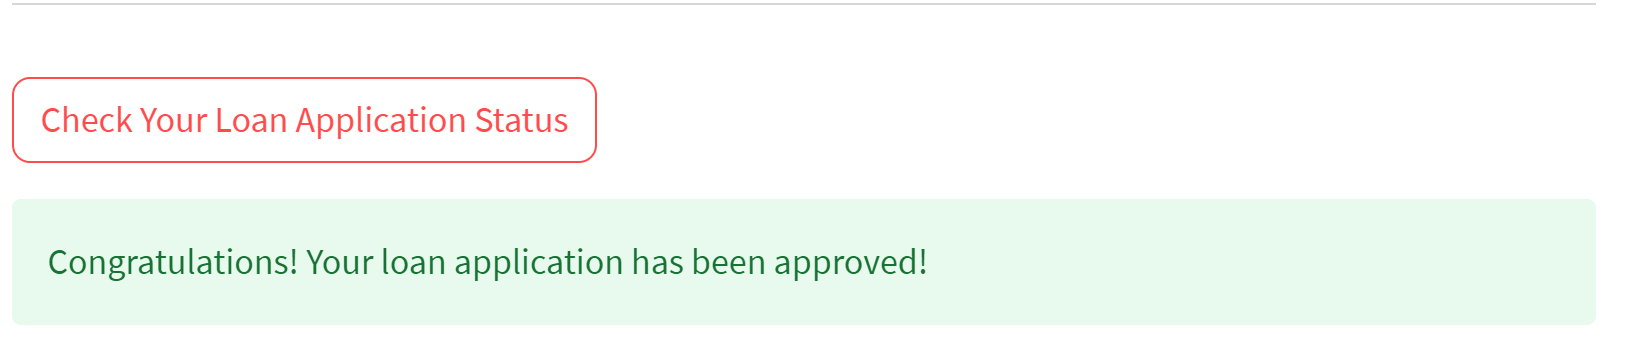 Check Your Loan Application Status
Congratulations! Your loan application has been approved!